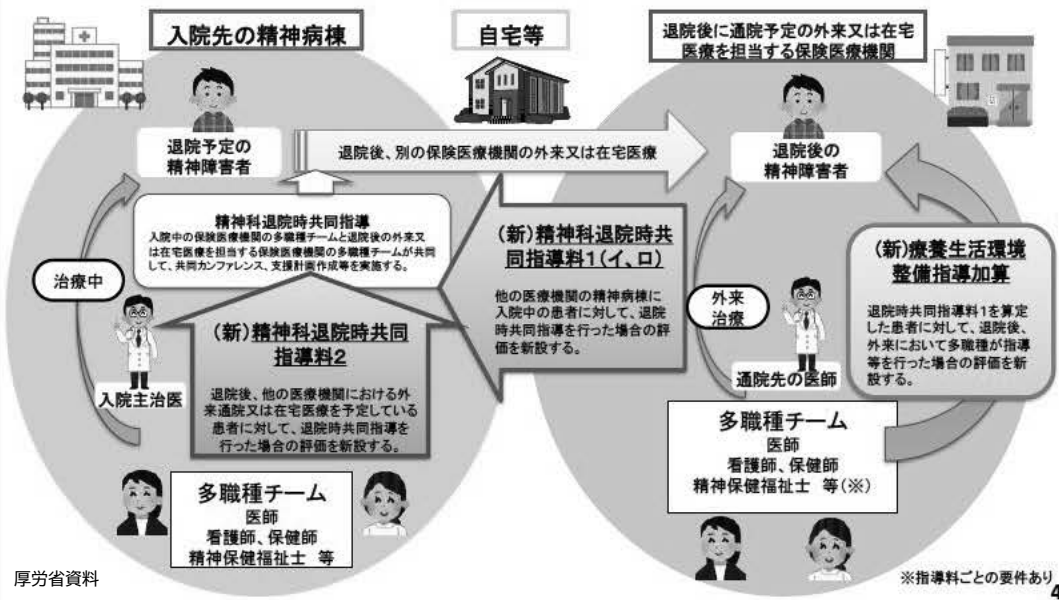 入院先の精神病棟
自宅等
退院後に通院予定の外来又は在宅
医療を担当する保険医療機関
退院予定の
精神障害者
退院後、別の保険医療機関の外来又は在宅医療
退院後の
精神障害者
精神科退院時共同指導
入院中の保険医療機関の多職種チームと退院後の外来又
は在宅医療を担当する保険医療機関の多職種チームが共同
して、共同カンファレンス、支援計画作成等を実施する。
治療中
入院主治医
(新)精神科退院時共同
指導料2
退院後、他の医療機関における外
来通院又は在宅医療を予定している
患者に対して、退院時共同指導を
行った場合の評価を新設する。
多職種チーム
医師
看護師、保健師
精神保健福祉士 等
(新)精神科退院時共
同指導料1(イ、ロ)
他の医療機関の精神病棟に
入院中の患者に対して、退院
時共同指導を行った場合の評
価を新設する。
外来
治療
通院先の医師
(新)療養生活環境
整備指導加算
退院時共同指導料1を算定
した患者に対して、退院後、
外来において多職種が指導
等を行った場合の評価を新
設する。
多職種チーム
医師
看護師、保健師
精神保健福祉士 等(※)
厚労省資料
※指導料ごとの要件あり
4